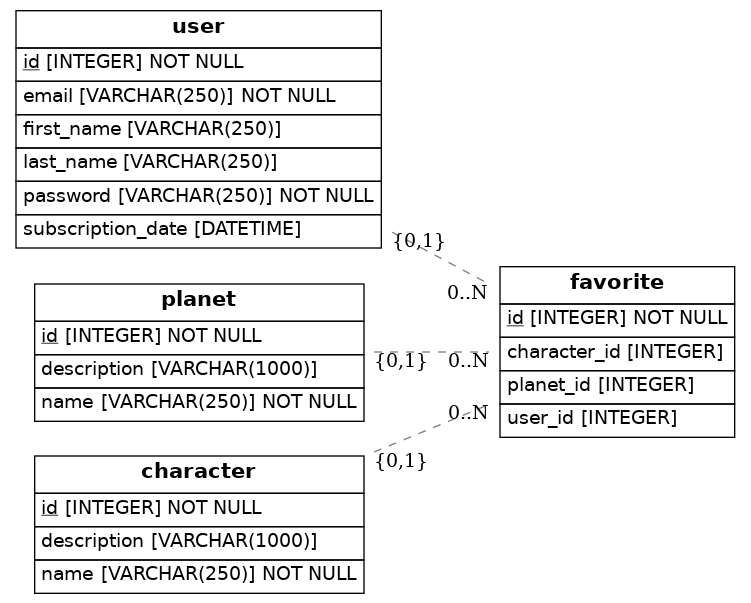 user
id [INTEGER] NOT NULL
email [VARCHAR(250)] NOT NULL
first_name [VARCHAR(250)]
last_name [VARCHAR(250)]
password [VARCHAR(250)] NOT NULL
subscription_date [DATETIME]
{0,1}
0..N
planet
id [INTEGER] NOT NULL
description [VARCHAR(1000)]
name [VARCHAR(250)] NOT NULL
{0,1}
0..N
character
id [INTEGER] NOT NULL
description [VARCHAR(1000)]
name [VARCHAR(250)] NOT NULL
{0,1}
0..N
favorite
id [INTEGER] NOT NULL
character_id [INTEGER]
planet_id [INTEGER]
user_id [INTEGER]